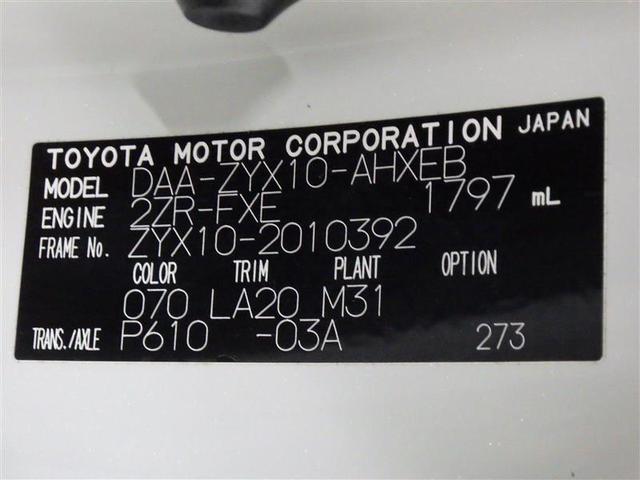 TOYOTA MOTOR CORPORATION JAPAN
MODEL DAA-ZYX10-AHXEB
ENGINE 2ZR-FXE 1797 mL
FRAME No. ZYX10-2010392
COLOR TRIM PLANT OPTION
070 LA20 M31
TRANS./AXLE P610 -03A 273